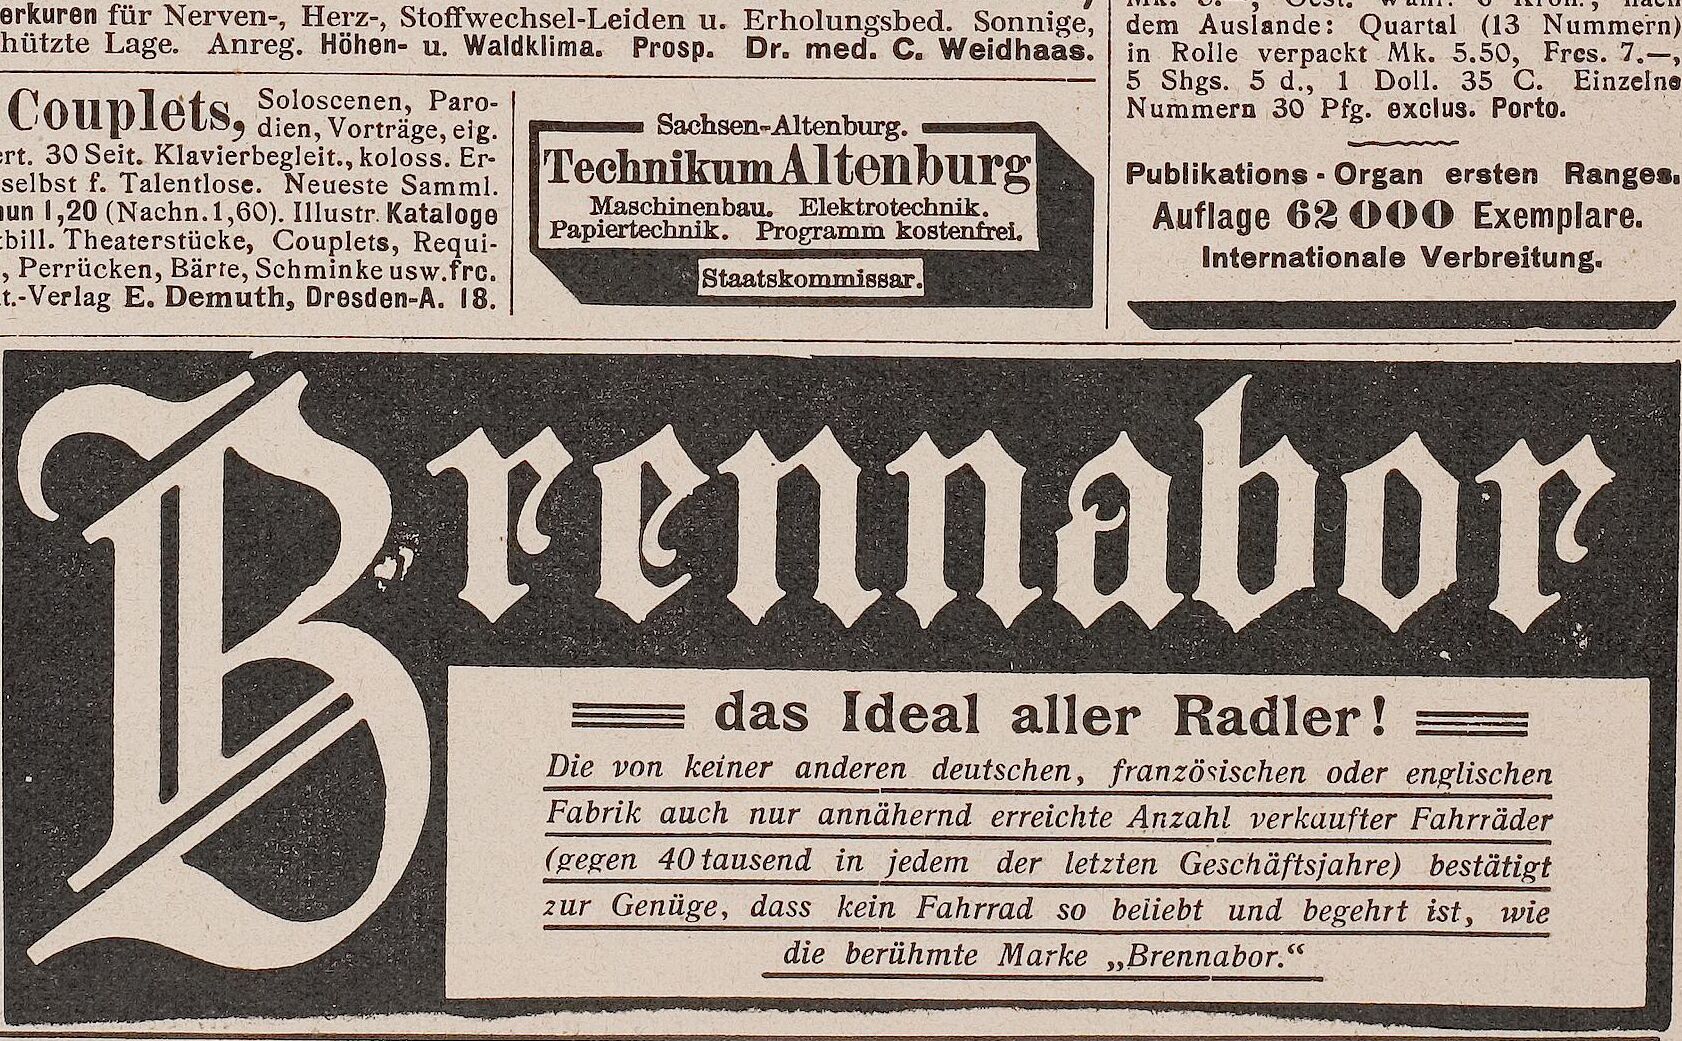 erkuren für Nerven-, Herz-, Stoffwechsel-Leiden u. Erholungsbed. Sonnige,
hützte Lage. Anreg. Höhen- u. Waldklima. Prosp. Dr. med. C. Weidhaas.
Couplets, Soloscenen, Paro-
dien, Vorträge, eig.
ert. 30 Seit. Klavierbegleit., koloss. Er-
selbst f. Talentlose. Neueste Samml.
nun 1,20 (Nachn. 1,60). Illustr. Kataloge
tbill. Theaterstücke, Couplets, Requi-
, Perrücken, Bärte, Schminke usw. frc.
t.-Verlag E. Demuth, Dresden-A. 18.
Sachsen-Altenburg.
Technikum Altenburg
Maschinenbau. Elektrotechnik.
Papiertechnik. Programm kostenfrei.
Staatskommissar.
dem Auslande: Quartal (13 Nummern)
in Rolle verpackt Mk. 5.50, Frcs. 7.—,
5 Shgs. 5 d., 1 Doll. 35 C. Einzelne
Nummern 30 Pfg. exclus. Porto.
Publikations-Organ ersten Ranges.
Auflage 62000 Exemplare.
Internationale Verbreitung.
Brennabor
das Ideal aller Radler!
Die von keiner anderen deutschen, französischen oder englischen
Fabrik auch nur annähernd erreichte Anzahl verkaufter Fahrräder
(gegen 40 tausend in jedem der letzten Geschäftsjahre) bestätigt
zur Genüge, dass kein Fahrrad so beliebt und begehrt ist, wie
die berühmte Marke „Brennabor.“